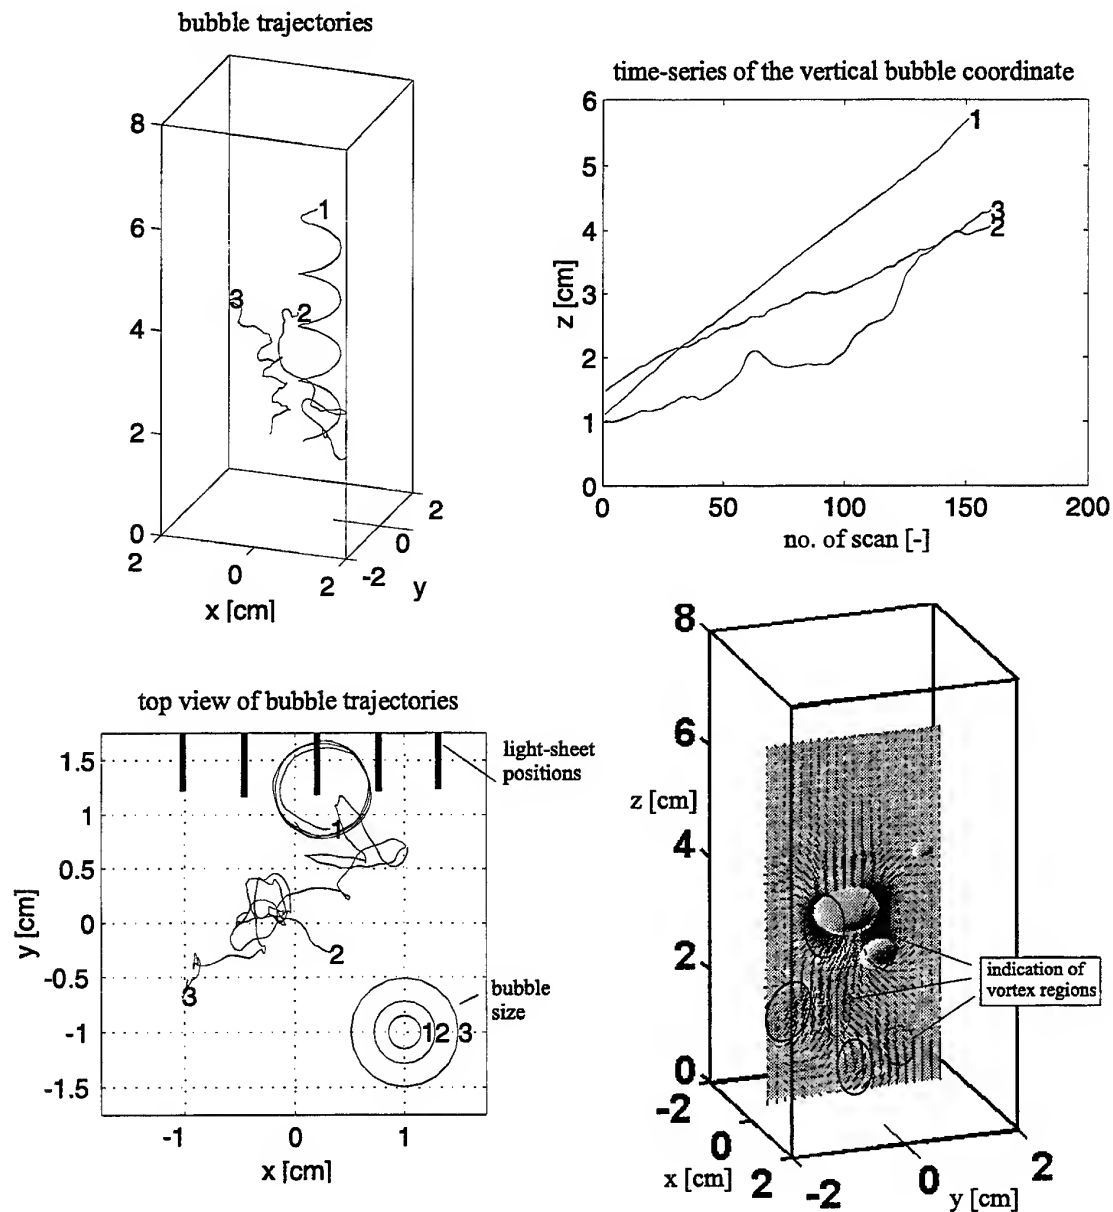 bubble trajectories
8
6
4
2
0
1
2
3
2
0
2
-2
0
2
x [cm]
y
time-series of the vertical bubble coordinate
6
5
4
3
2
1
0
z [cm]
1
3
2
0
50
100
150
200
no. of scan [-]
top view of bubble trajectories
light-sheet
positions
1.5
1
0.5
0
-0.5
-1
-1.5
y [cm]
1
2
3
bubble
size
1 2 3
-1
0
1
x [cm]
8
6
z [cm]
4
2
0
indication of
vortex regions
-2
0
2
x [cm]
-2
0
2
y [cm]